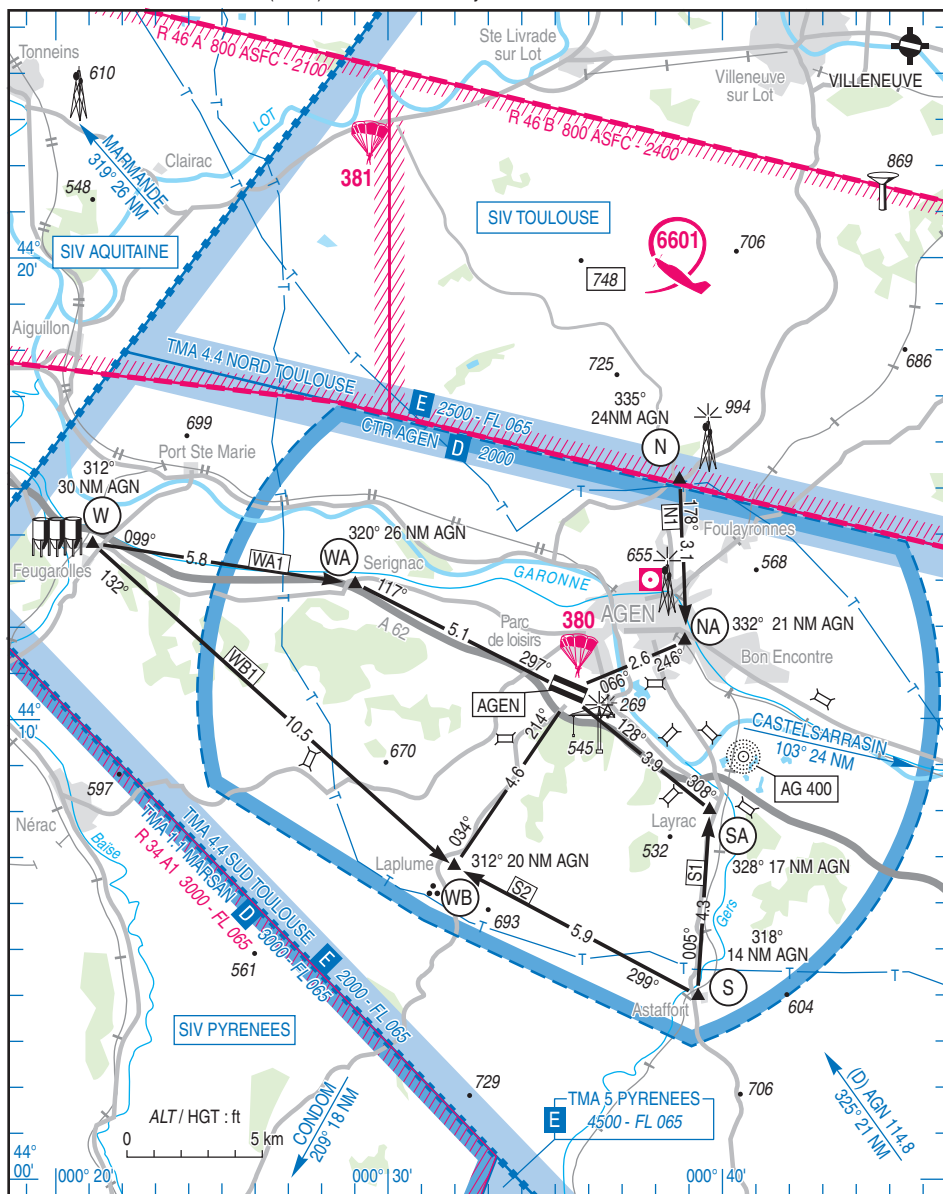 Tonneins
610
R 46 A 800 ASFC - 2100
Ste Livrade
sur Lot
Villeneuve
sur Lot
VILLENEUVE
LOT
MARMANDE
319° 26 NM
Clairac
381
R 46 B 800 ASFC - 2400
869
548
SIV TOULOUSE
6601
706
44°
20'
SIV AQUITAINE
748
Aiguillon
TMA 4.4 NORD TOULOUSE
E 2500 - FL 065
725
686
335°
24NM AGN
994
CTR AGEN D 2000
699
Port Ste Marie
N
312°
30 NM AGN
W
178°
N1
3.1
Foulayronnes
099°
5.8
WA1
WA
320° 26 NM AGN
Serignac
655
568
Feugarolles
GARONNE
132°
117°
AGEN
A 62
5.1
Parc
de loisirs
380
NA
332° 21 NM AGN
297°
2.6
066°
246°
Bon Encontre
WB1
AGEN
269
44°
10'
214°
128°
CASTELSARRASIN
103° 24 NM
10.5
545
3.9
670
597
4.6
308°
AG 400
Nérac
Layrac
532
SA
328° 17 NM AGN
Baise
034°
TMA 4.4 SUD TOULOUSE
E 2000 - FL 065
TMA 1.1 MARSAN D 3000 - FL 065
R 34 A1 3000 - FL 065
Laplume
312° 20 NM AGN
WB
S2
S1
4.3
Gers
693
5.9
005°
318°
14 NM AGN
561
299°
S
Astaffort
604
SIV PYRENEES
729
706
(D) AGN 114.8
325° 21 NM
TMA 5 PYRENEES
E 4500 - FL 065
CONDOM
209° 18 NM
ALT / HGT : ft
0 5 km
44°
00'
000° 20'
000° 30'
000° 40'
T
T
T
T
T
T
T
T
T
T
T
T
T